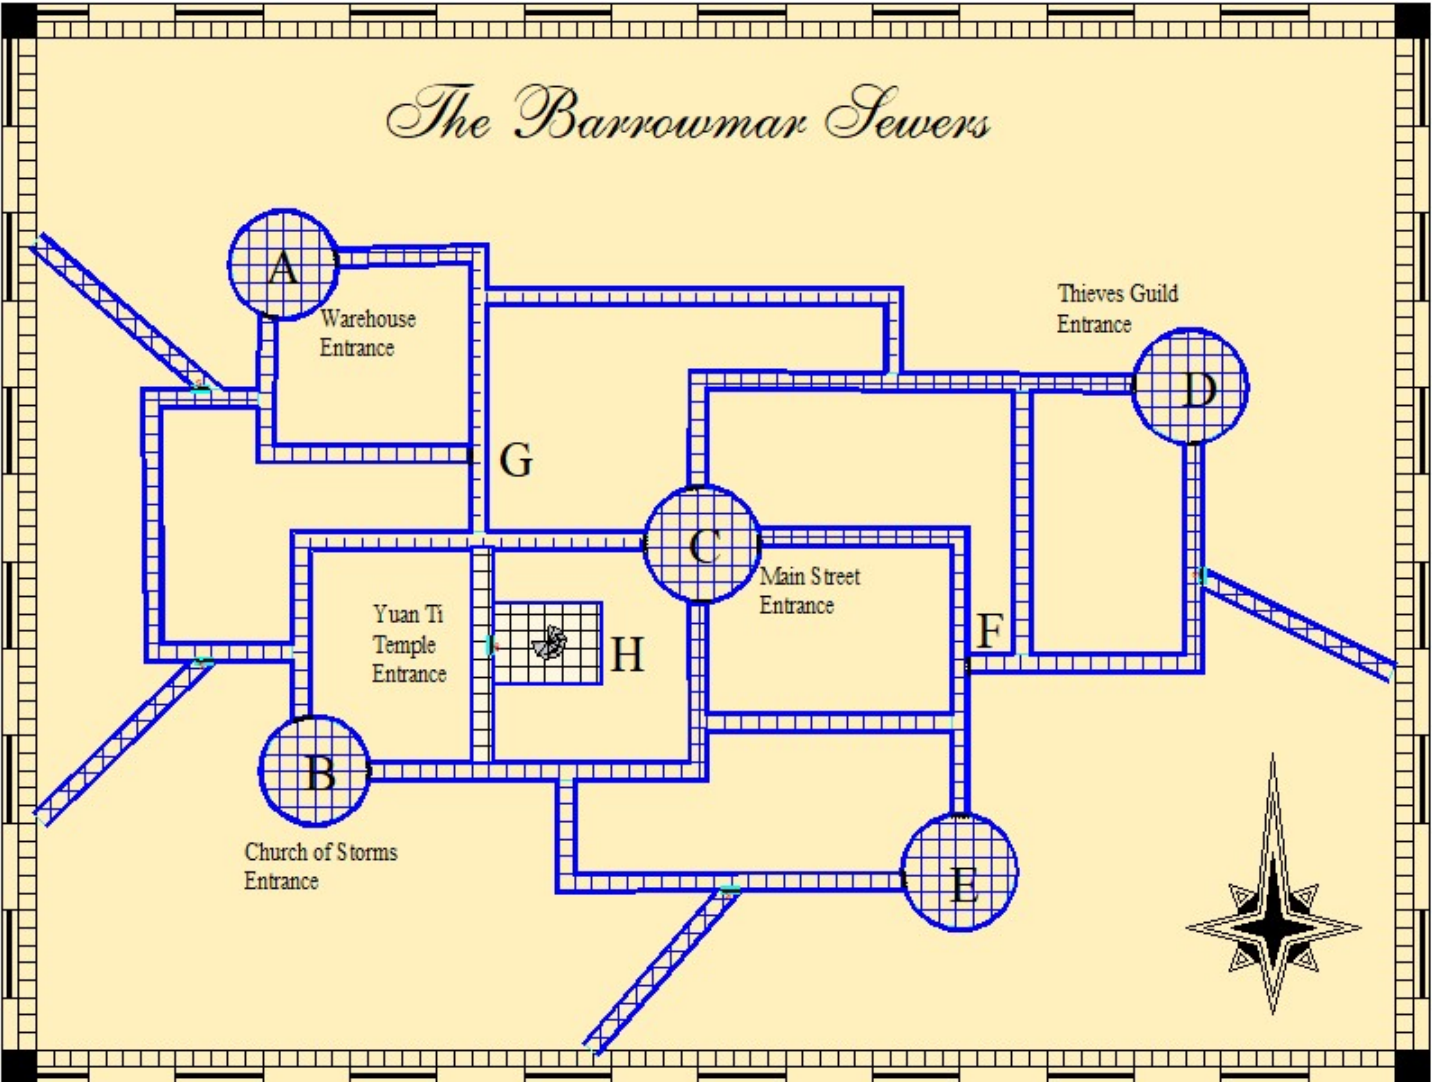 The Barrowmar Sewers
A
Warehouse
Entrance
Thieves Guild
Entrance
D
G
C
Main Street
Entrance
Yuan Ti
Temple
Entrance
F
H
B
Church of Storms
Entrance
E